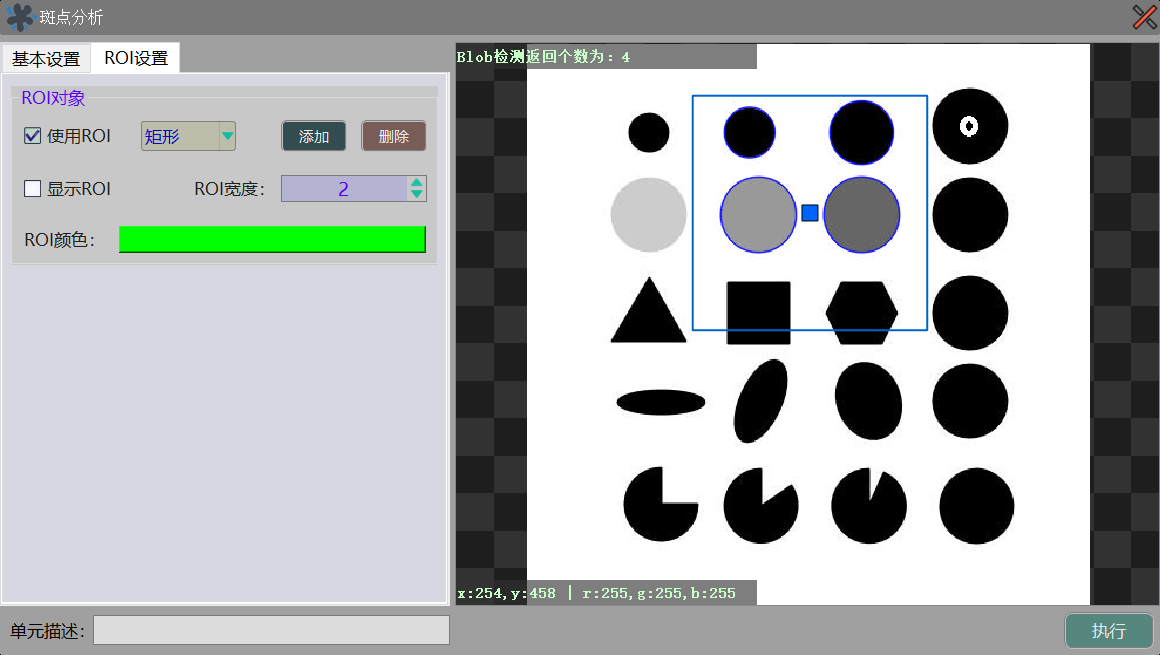 斑点分析
基本设置 ROI设置
ROI对象
使用ROI 矩形 添加 删除
显示ROI ROI宽度: 2
ROI颜色:
Blob检测返回个数为: 4
x:254,y:458 | r:255,g:255,b:255
单元描述: 执行